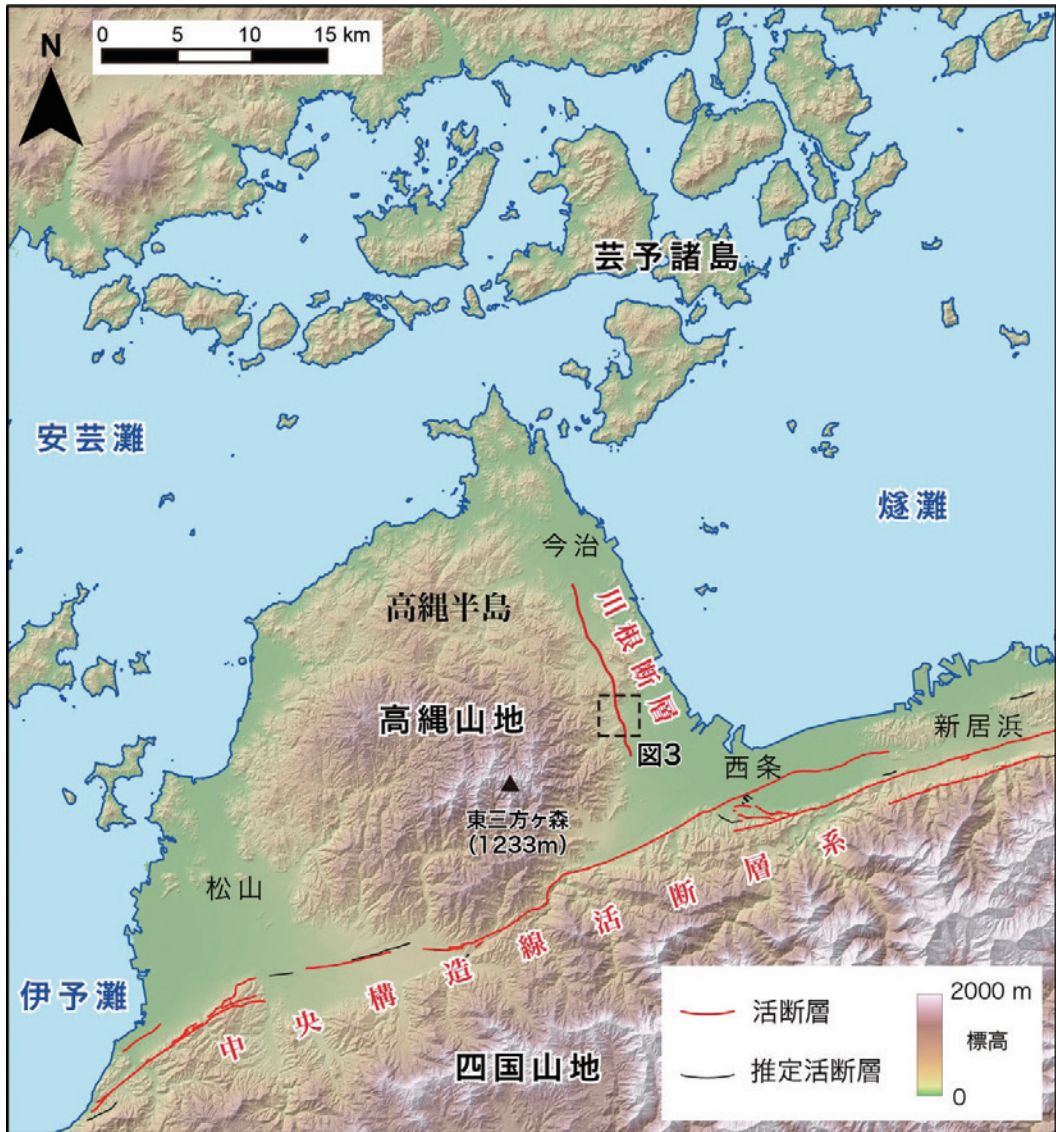 N
0 5 10 15 km
芸予諸島
安芸灘
燧灘
今治
高縄半島
川根断層
高縄山地
図3
新居浜
西条
東三方ヶ森
(1233m)
松山
中央構造線活断層系
伊予灘
四国山地
活断層
推定活断層
2000 m
標高
0